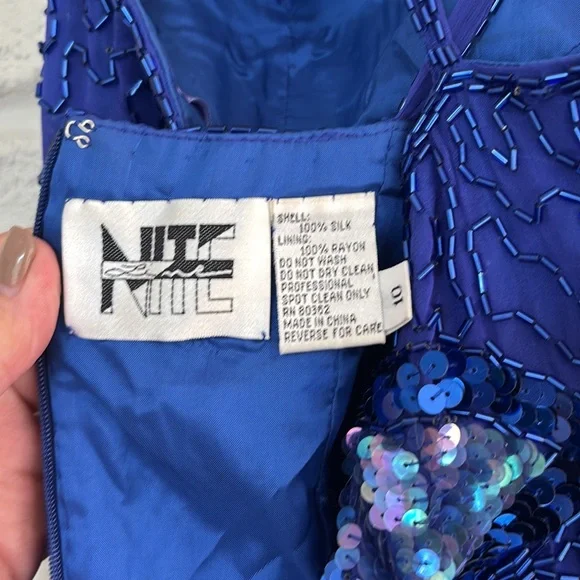 NITE
Line
SHELL:
100% SILK
LINING:
100% RAYON
DO NOT WASH
DO NOT DRY CLEAN
PROFESSIONAL
SPOT CLEAN ONLY
RN 80362
MADE IN CHINA
REVERSE FOR CARE
10